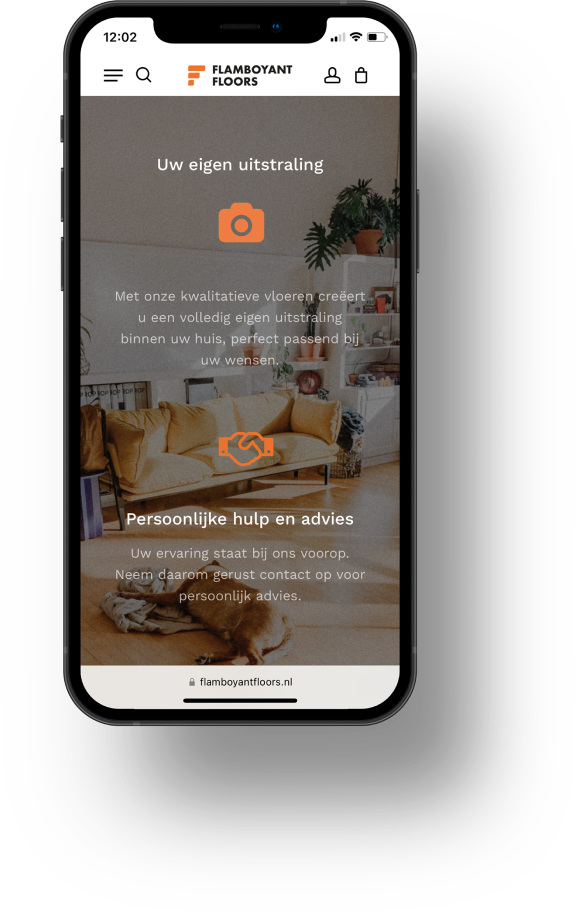 12:02
FLAMBOYANT
FLOORS
Uw eigen uitstraling
Met onze kwalitatieve vloeren creëert
u een volledig eigen uitstraling
binnen uw huis, perfect passend bij
uw wensen.
Persoonlijke hulp en advies
Uw ervaring staat bij ons voorop.
Neem daarom gerust contact op voor
persoonlijk advies.
flamboyantfloors.nl